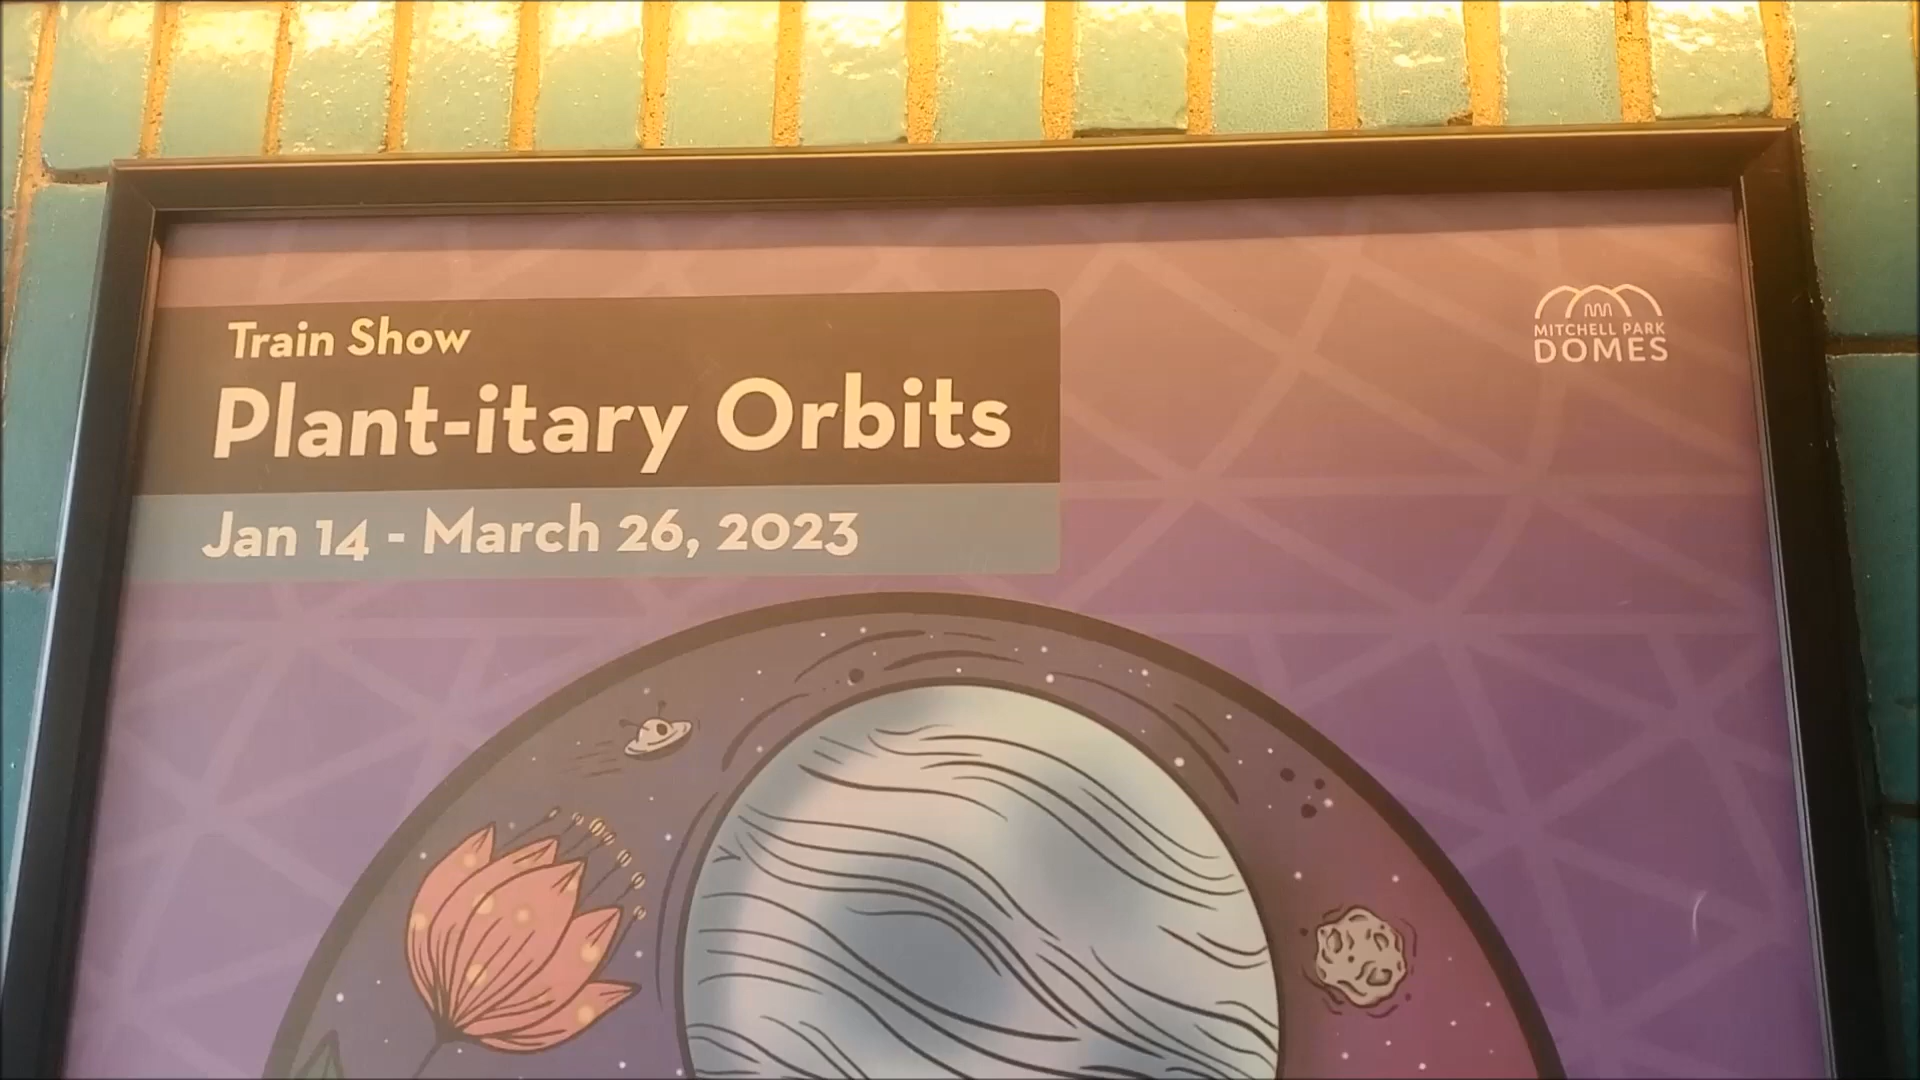 Train Show
Plant-itary Orbits
Jan 14 - March 26, 2023
MITCHELL PARK
DOMES